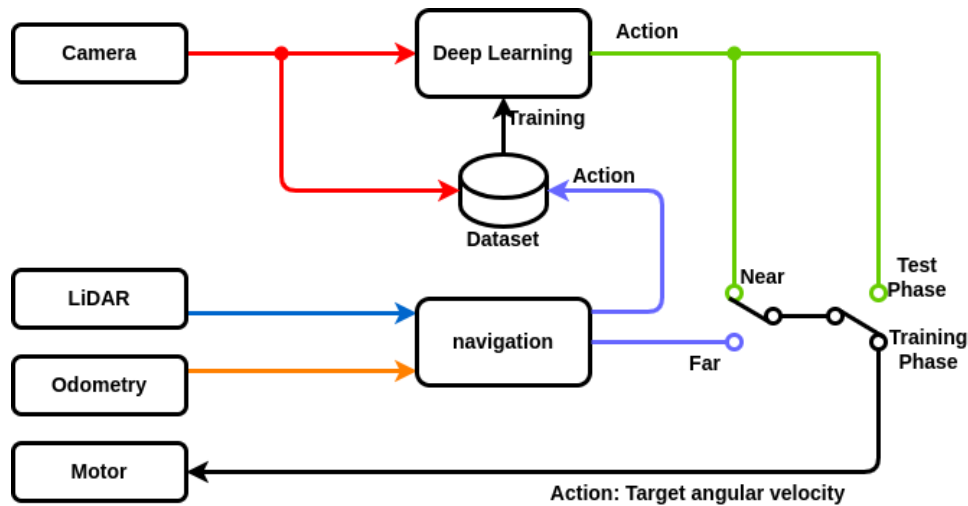 Camera
Deep Learning
Action
Training
Action
Dataset
LiDAR
navigation
Near
Test
Phase
Far
Training
Phase
Odometry
Motor
Action: Target angular velocity